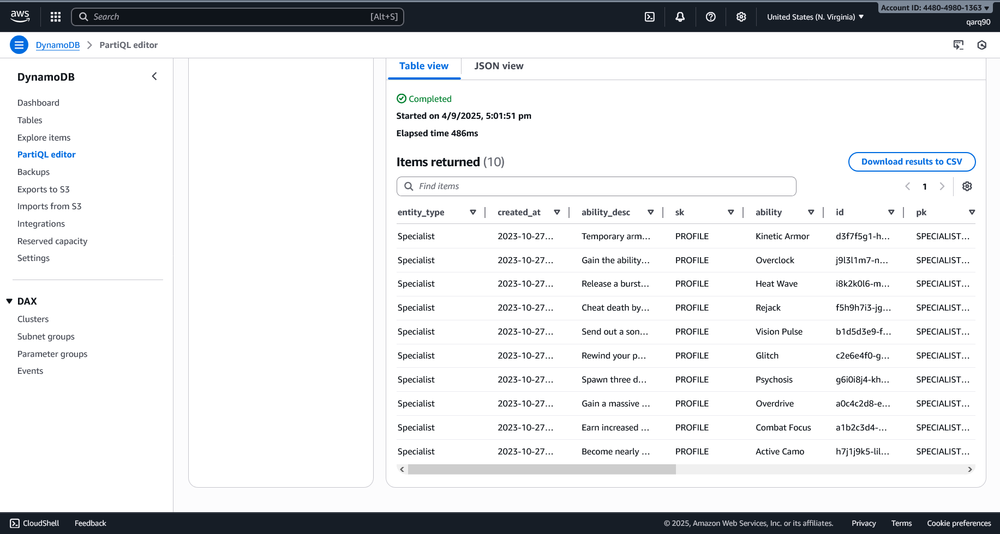 aws
Search [Alt+S]
United States (N. Virginia)
Account ID: 4480-4980-1363
qarq90
DynamoDB > PartiQL editor
DynamoDB
Dashboard
Tables
Explore items
PartiQL editor
Backups
Exports to S3
Imports from S3
Integrations
Reserved capacity
Settings
DAX
Clusters
Subnet groups
Parameter groups
Events
Table view JSON view
Completed
Started on 4/9/2025, 5:01:51 pm
Elapsed time 486ms
Items returned (10) Download results to CSV
Find items 1
entity_type created_at ability_desc sk ability id pk
Specialist 2023-10-27... Temporary arm... PROFILE Kinetic Armor d3f7f5g1-h... SPECIALIST...
Specialist 2023-10-27... Gain the ability... PROFILE Overclock j9l3l1m7-n... SPECIALIST...
Specialist 2023-10-27... Release a burst... PROFILE Heat Wave i8k2k0l6-m... SPECIALIST...
Specialist 2023-10-27... Cheat death by... PROFILE Rejack f5h9h7i3-jg... SPECIALIST...
Specialist 2023-10-27... Send out a son... PROFILE Vision Pulse b1d5d3e9-f... SPECIALIST...
Specialist 2023-10-27... Rewind your p... PROFILE Glitch c2e6e4f0-g... SPECIALIST...
Specialist 2023-10-27... Spawn three d... PROFILE Psychosis g6i0i8j4-kh... SPECIALIST...
Specialist 2023-10-27... Gain a massive ... PROFILE Overdrive a0c4c2d8-e... SPECIALIST...
Specialist 2023-10-27... Earn increased ... PROFILE Combat Focus a1b2c3d4-... SPECIALIST...
Specialist 2023-10-27... Become nearly ... PROFILE Active Camo h7j1j9k5-lil... SPECIALIST...
CloudShell Feedback © 2025, Amazon Web Services, Inc. or its affiliates. Privacy Terms Cookie preferences